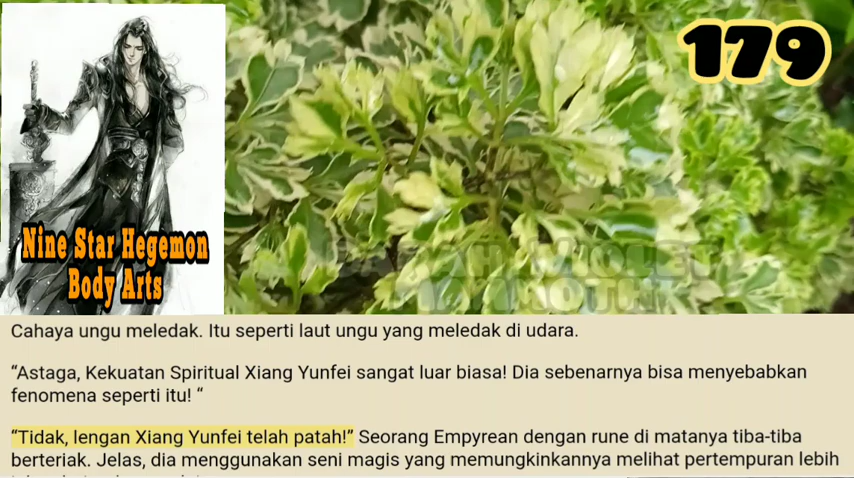 179
Nine Star Hegemon
Body Arts
Cahaya ungu meledak. Itu seperti laut ungu yang meledak di udara.
“Astaga, Kekuatan Spiritual Xiang Yunfei sangat luar biasa! Dia sebenarnya bisa menyebabkan
fenomena seperti itu! “
“Tidak, lengan Xiang Yunfei telah patah!” Seorang Empyrean dengan rune di matanya tiba-tiba
berteriak. Jelas, dia menggunakan seni magis yang memungkinkannya melihat pertempuran lebih